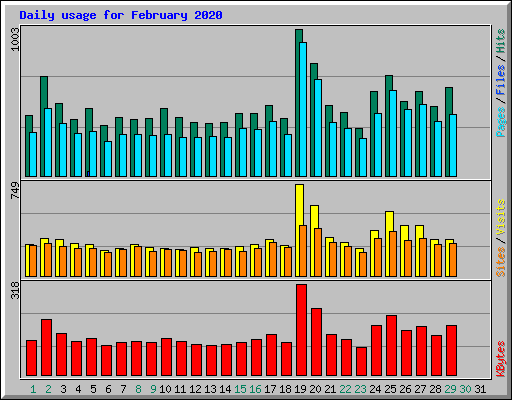 Daily usage for February 2020
1003
Pages / Files / Hits
749
Sites / Visits
318
KBytes
1 2 3 4 5 6 7 8 9 10 11 12 13 14 15 16 17 18 19 20 21 22 23 24 25 26 27 28 29 30 31